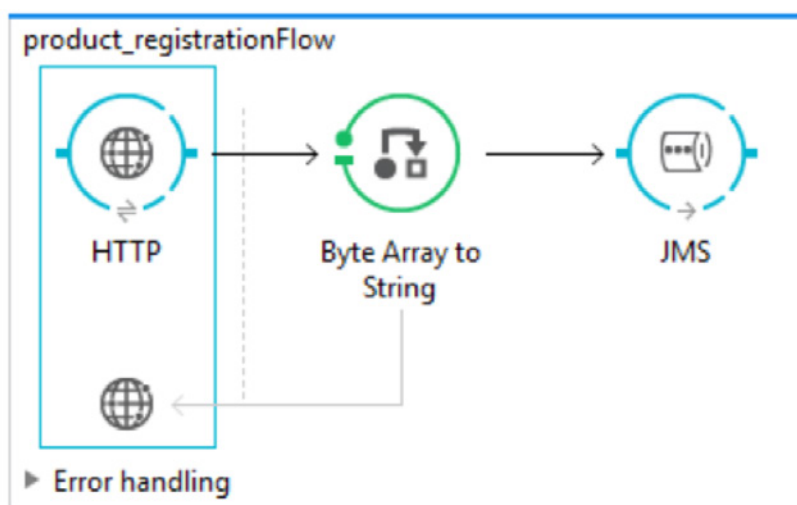 product_registrationFlow
HTTP
Byte Array to
String
JMS
Error handling